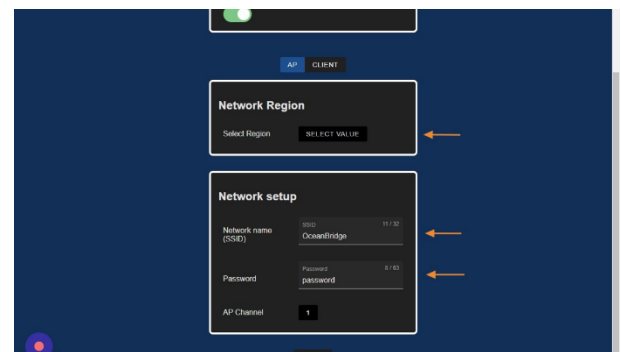 AP CLIENT
Network Region
Select Region SELECT VALUE
Network setup
SSID 11 / 32
Network name
(SSID)
OceanBridge
Password 8 / 63
Password
password
AP Channel 1